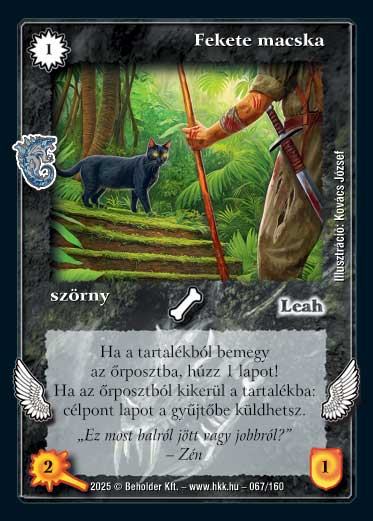 1
Fekete macska
Illusztráció: Kovács József
szörny
Leah
Ha a tartalékból bemegy
az őrposztba, húzz 1 lapot!
Ha az őrposztból kikerül a tartalékba:
célpont lapot a gyűjtőbe küldhetsz.
„Ez most balról jött vagy jobbról?”
– Zén
2
1
2025 © Beholder Kft. – www.hkk.hu – 067/160